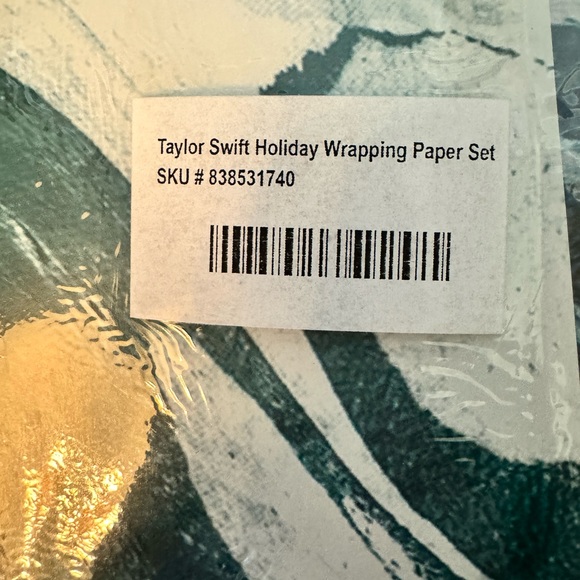 Taylor Swift Holiday Wrapping Paper Set
SKU # 838531740